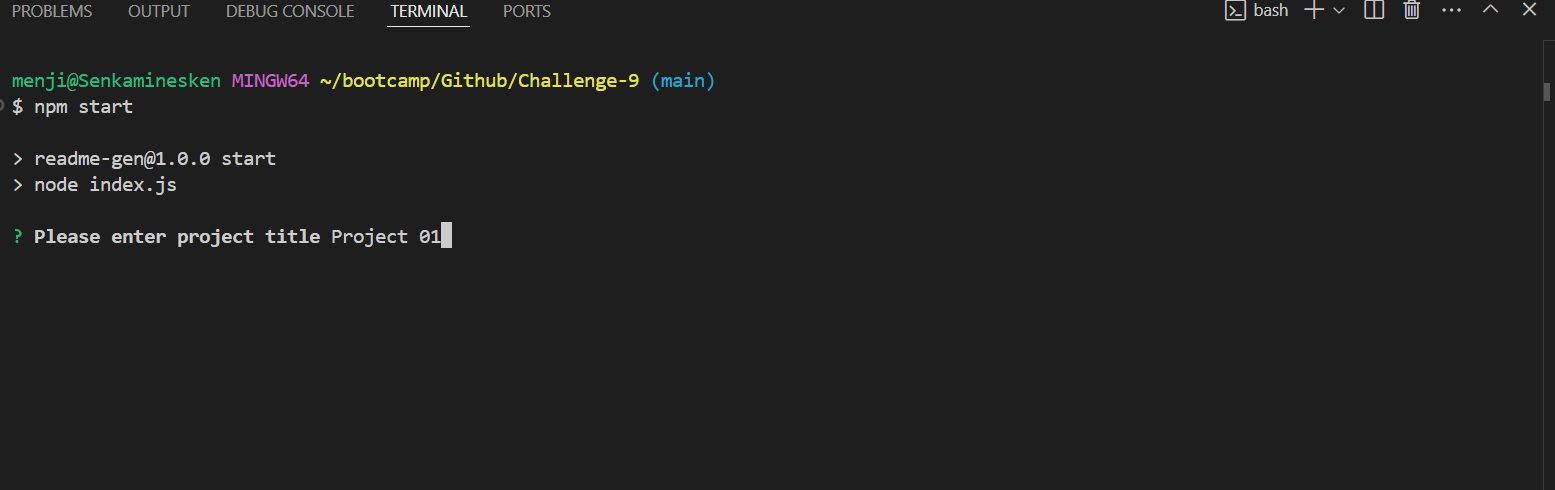 PROBLEMS OUTPUT DEBUG CONSOLE TERMINAL PORTS bash
menji@Senkaminesken MINGW64 ~/bootcamp/Github/Challenge-9 (main)
$ npm start
> readme-gen@1.0.0 start
> node index.js
? Please enter project title Project 01